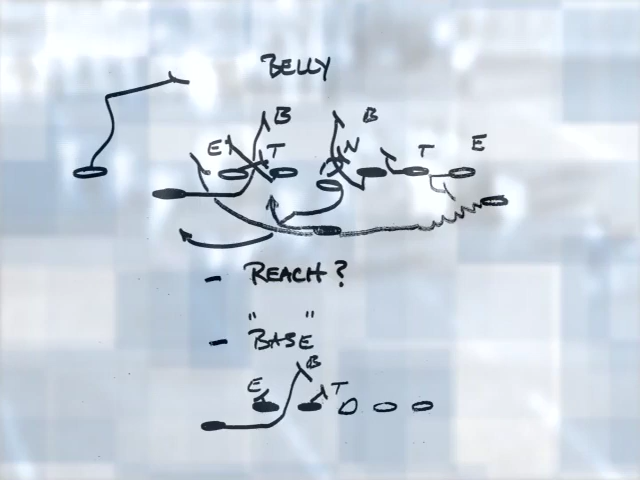 BELLY
B B
E T N T E
- REACH?
- "BASE"
B
E T